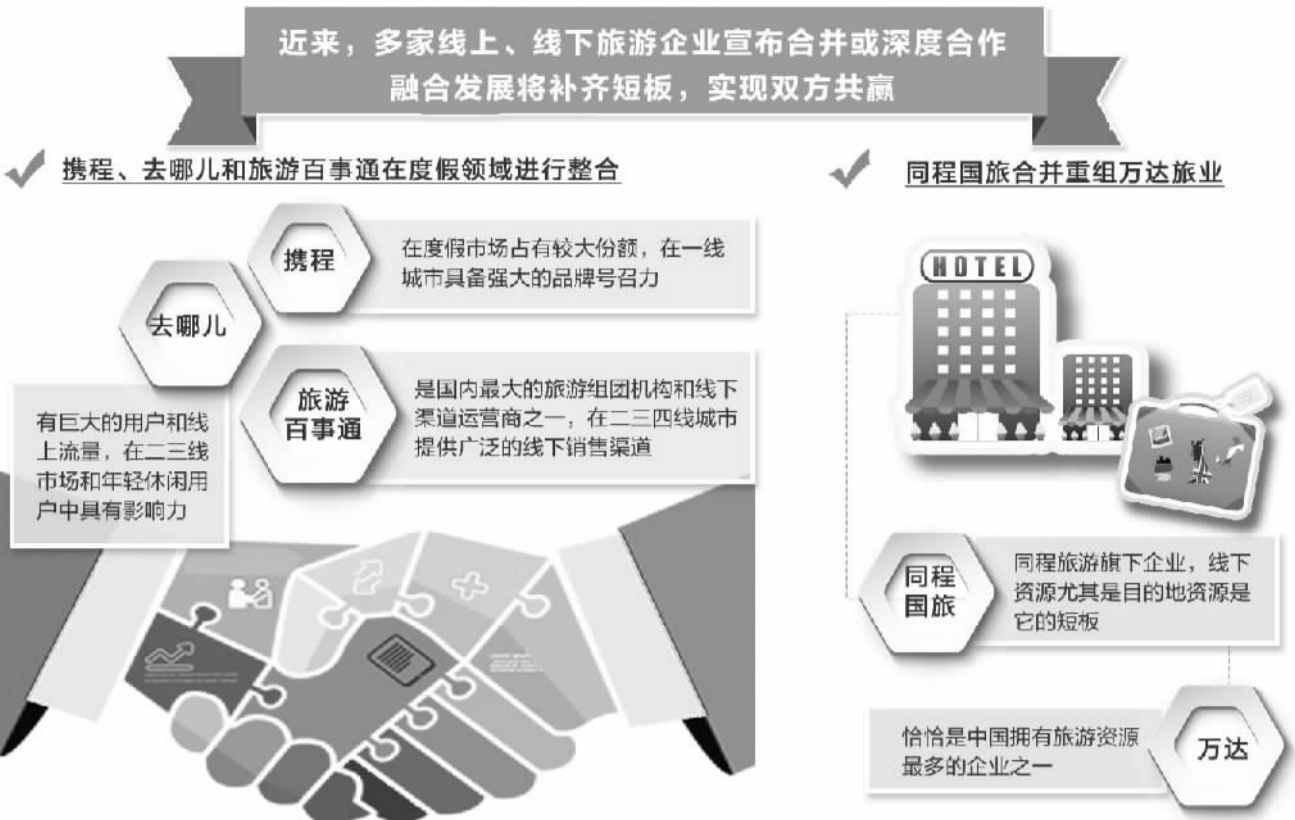 近来，多家线上、线下旅游企业宣布合并或深度合作
融合发展将补齐短板，实现双方共赢
携程、去哪儿和旅游百事通在度假领域进行整合
携程
在度假市场占有较大份额，在一线
城市具备强大的品牌号召力
去哪儿
有巨大的用户和线
上流量，在二三线
市场和年轻休闲用
户中具有影响力
旅游
百事通
是国内最大的旅游组团机构和线下
渠道运营商之一，在二三四线城市
提供广泛的线下销售渠道
同程国旅合并重组万达旅业
HOTEL
同程
国旅
同程旅游旗下企业，线下
资源尤其是目的地资源是
它的短板
恰恰是中国拥有旅游资源
最多的企业之一
万达